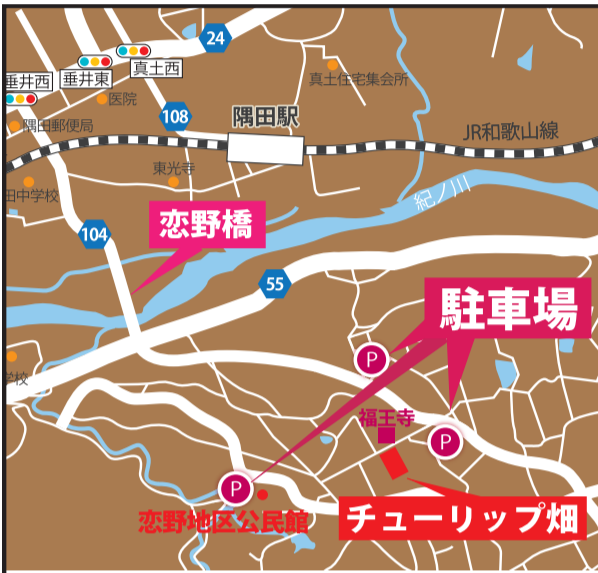 24
真土西
垂井西
垂井東
医院
真土住宅集会所
隅田郵便局
108
隅田駅
JR和歌山線
東光寺
田中学校
紀ノ川
104
恋野橋
55
駐車場
学校
P
福王寺
P
P
恋野地区公民館
チューリップ畑